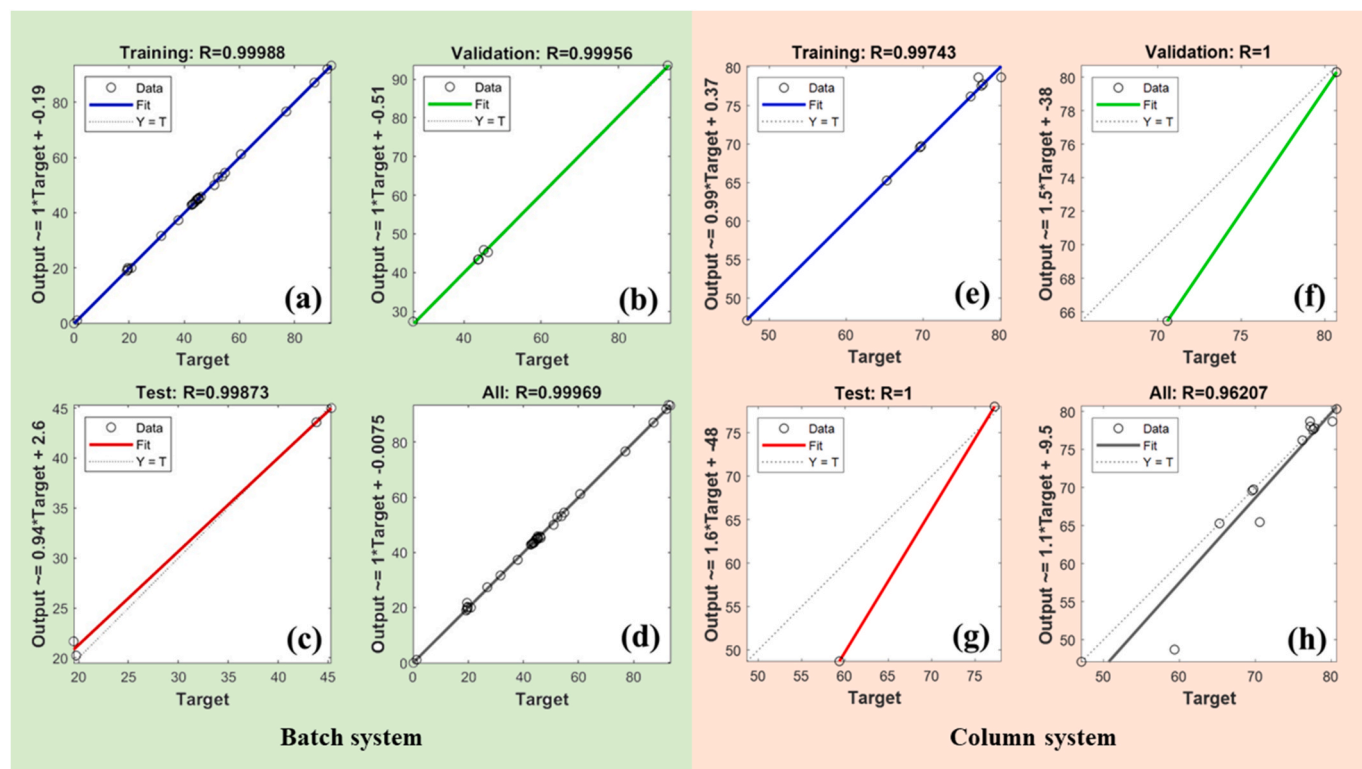 Training: R=0.99988
Output ~= 1*Target + -0.19
Data
Fit
Y = T
80
60
40
20
0
0 20 40 60 80
Target
(a)
Validation: R=0.99956
Output ~= 1*Target + -0.51
Data
Fit
Y = T
90
80
70
60
50
40
30
40 60 80
Target
(b)
Test: R=0.99873
Output ~= 0.94*Target + 2.6
Data
Fit
Y = T
45
40
35
30
25
20
20 25 30 35 40 45
Target
(c)
All: R=0.99969
Output ~= 1*Target + -0.0075
Data
Fit
Y = T
80
60
40
20
0
0 20 40 60 80
Target
(d)
Batch system
Training: R=0.99743
Output ~= 0.99*Target + 0.37
Data
Fit
Y = T
80
75
70
65
60
55
50
50 60 70 80
Target
(e)
Validation: R=1
Output ~= 1.5*Target + -38
Data
Fit
Y = T
80
78
76
74
72
70
68
66
70 75 80
Target
(f)
Test: R=1
Output ~= 1.6*Target + -48
Data
Fit
Y = T
75
70
65
60
55
50
50 55 60 65 70 75
Target
(g)
All: R=0.96207
Output ~= 1.1*Target + -9.5
Data
Fit
Y = T
80
75
70
65
60
55
50
50 60 70 80
Target
(h)
Column system